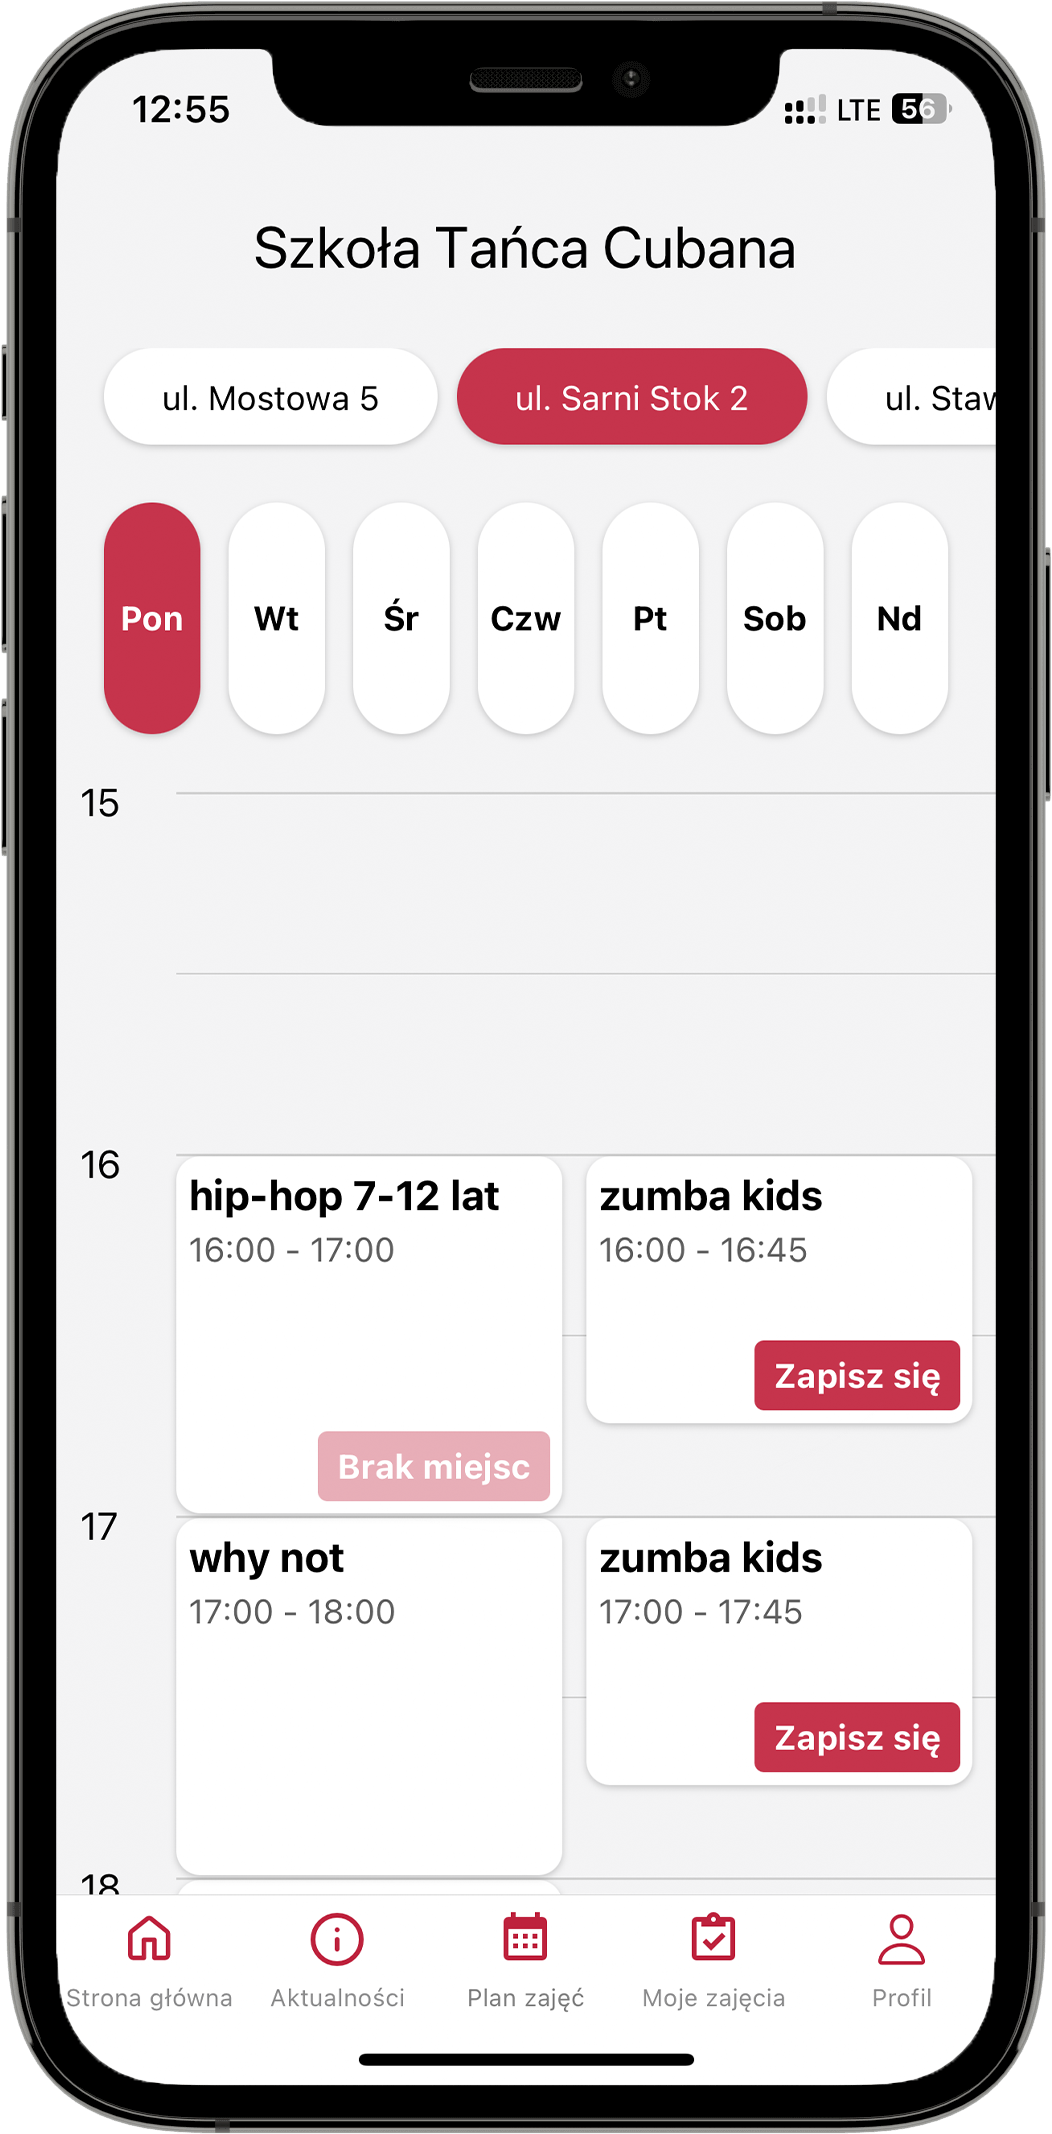 12:55 LTE 56
Szkoła Tańca Cubana
ul. Mostowa 5 ul. Sarni Stok 2 ul. Staw
Pon Wt Śr Czw Pt Sob Nd
15
16
hip-hop 7-12 lat
16:00 - 17:00
Brak miejsc
zumba kids
16:00 - 16:45
Zapisz się
17
why not
17:00 - 18:00
zumba kids
17:00 - 17:45
Zapisz się
18
Strona główna Aktualności Plan zajęć Moje zajęcia Profil